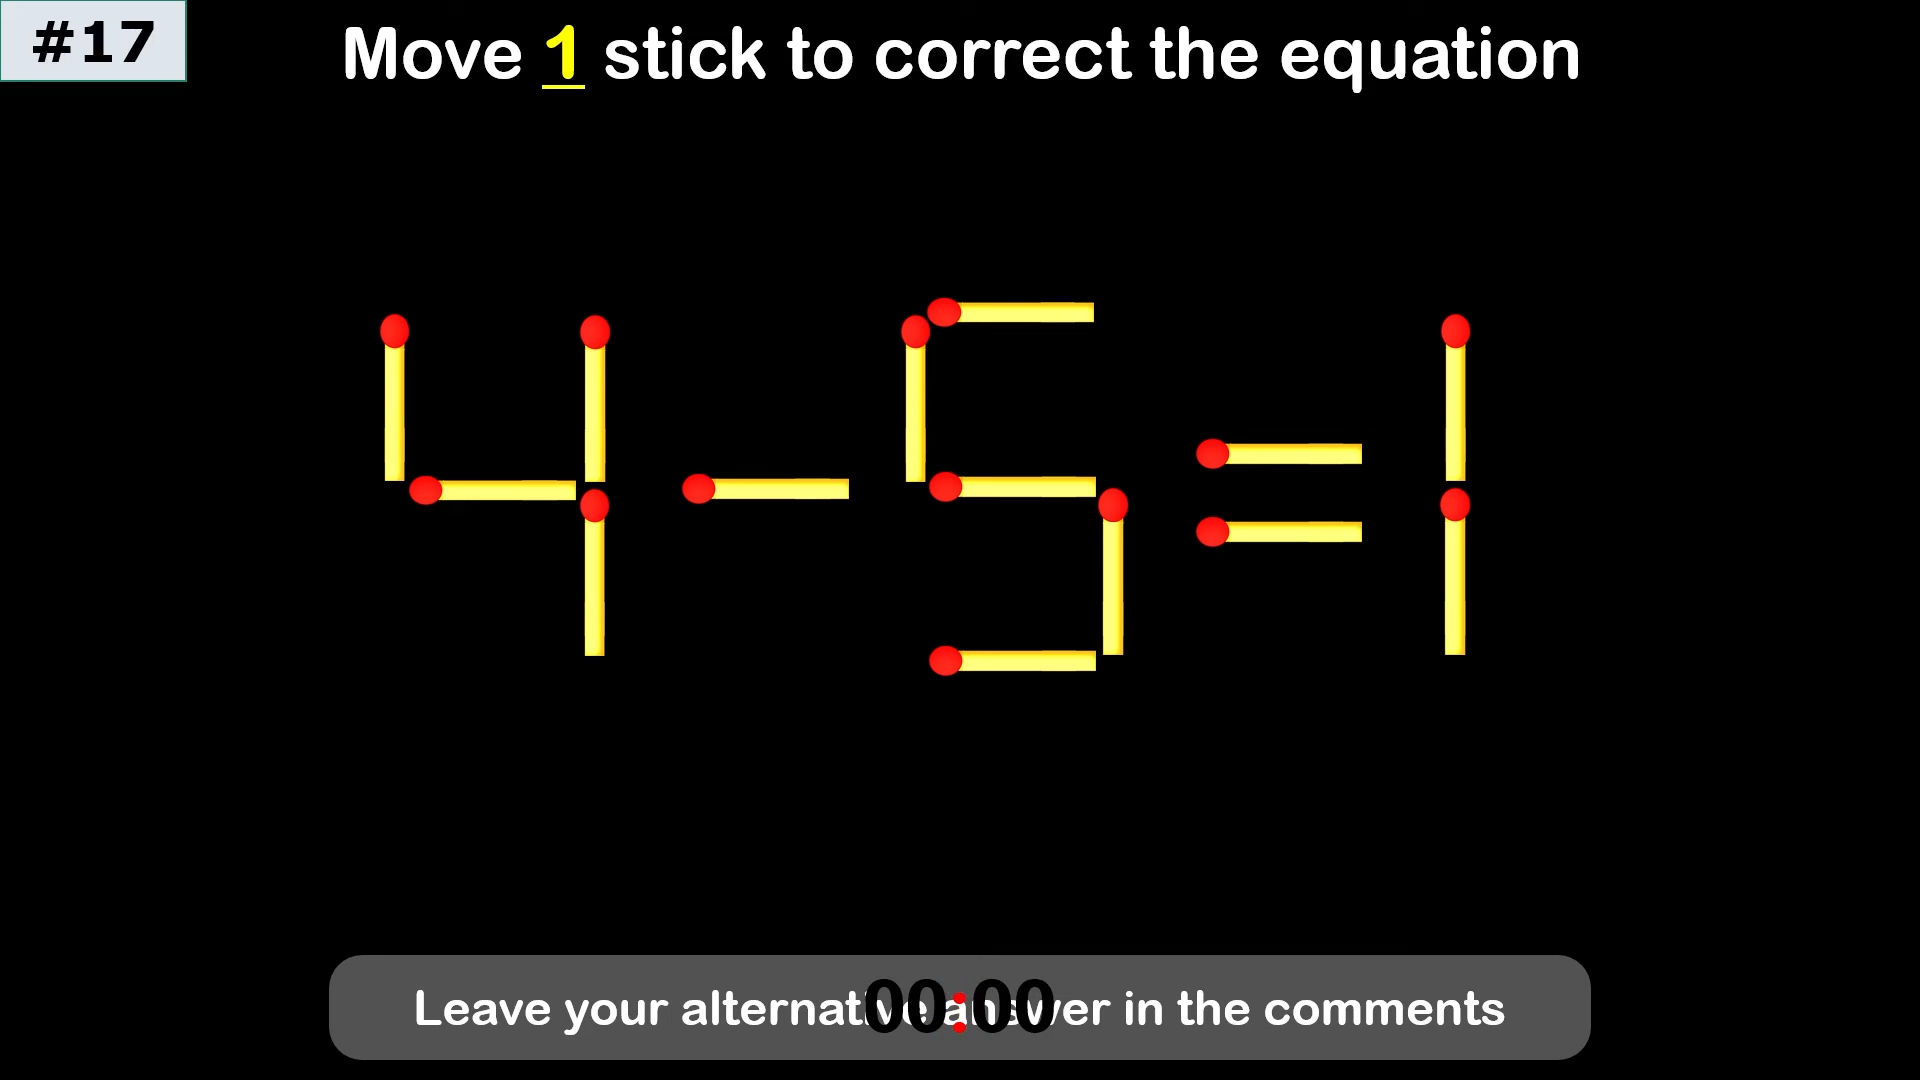 #17
Move 1 stick to correct the equation
4-5=1
Leave your alternative answer in the comments
00:00